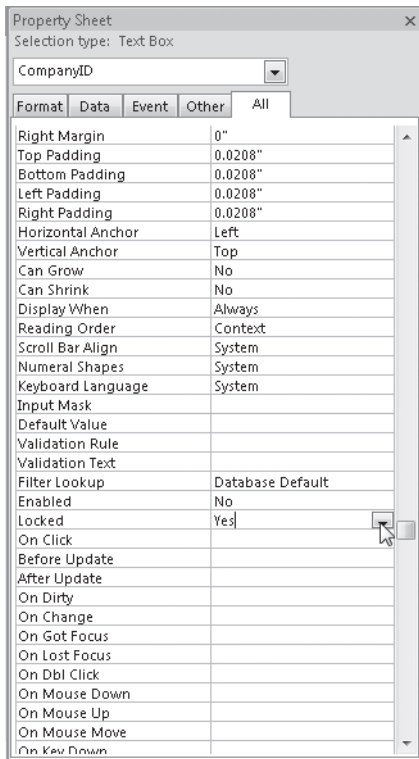 Property Sheet
Selection type: Text Box
CompanyID
Format Data Event Other All
Right Margin 0"
Top Padding 0.0208"
Bottom Padding 0.0208"
Left Padding 0.0208"
Right Padding 0.0208"
Horizontal Anchor Left
Vertical Anchor Top
Can Grow No
Can Shrink No
Display When Always
Reading Order Context
Scroll Bar Align System
Numeral Shapes System
Keyboard Language System
Input Mask
Default Value
Validation Rule
Validation Text
Filter Lookup Database Default
Enabled No
Locked Yes
On Click
Before Update
After Update
On Dirty
On Change
On Got Focus
On Lost Focus
On Dbl Click
On Mouse Down
On Mouse Up
On Mouse Move
On Key Down